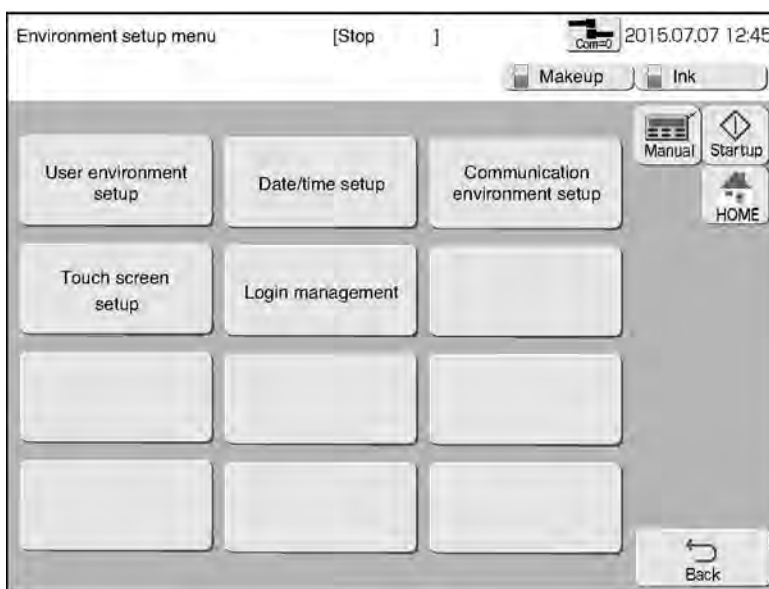 Environment setup menu [Stop ] Com=0 2015.07.07 12:45
Makeup Ink
Manual Startup
User environment setup
Date/time setup
Communication environment setup
HOME
Touch screen setup
Login management
Back